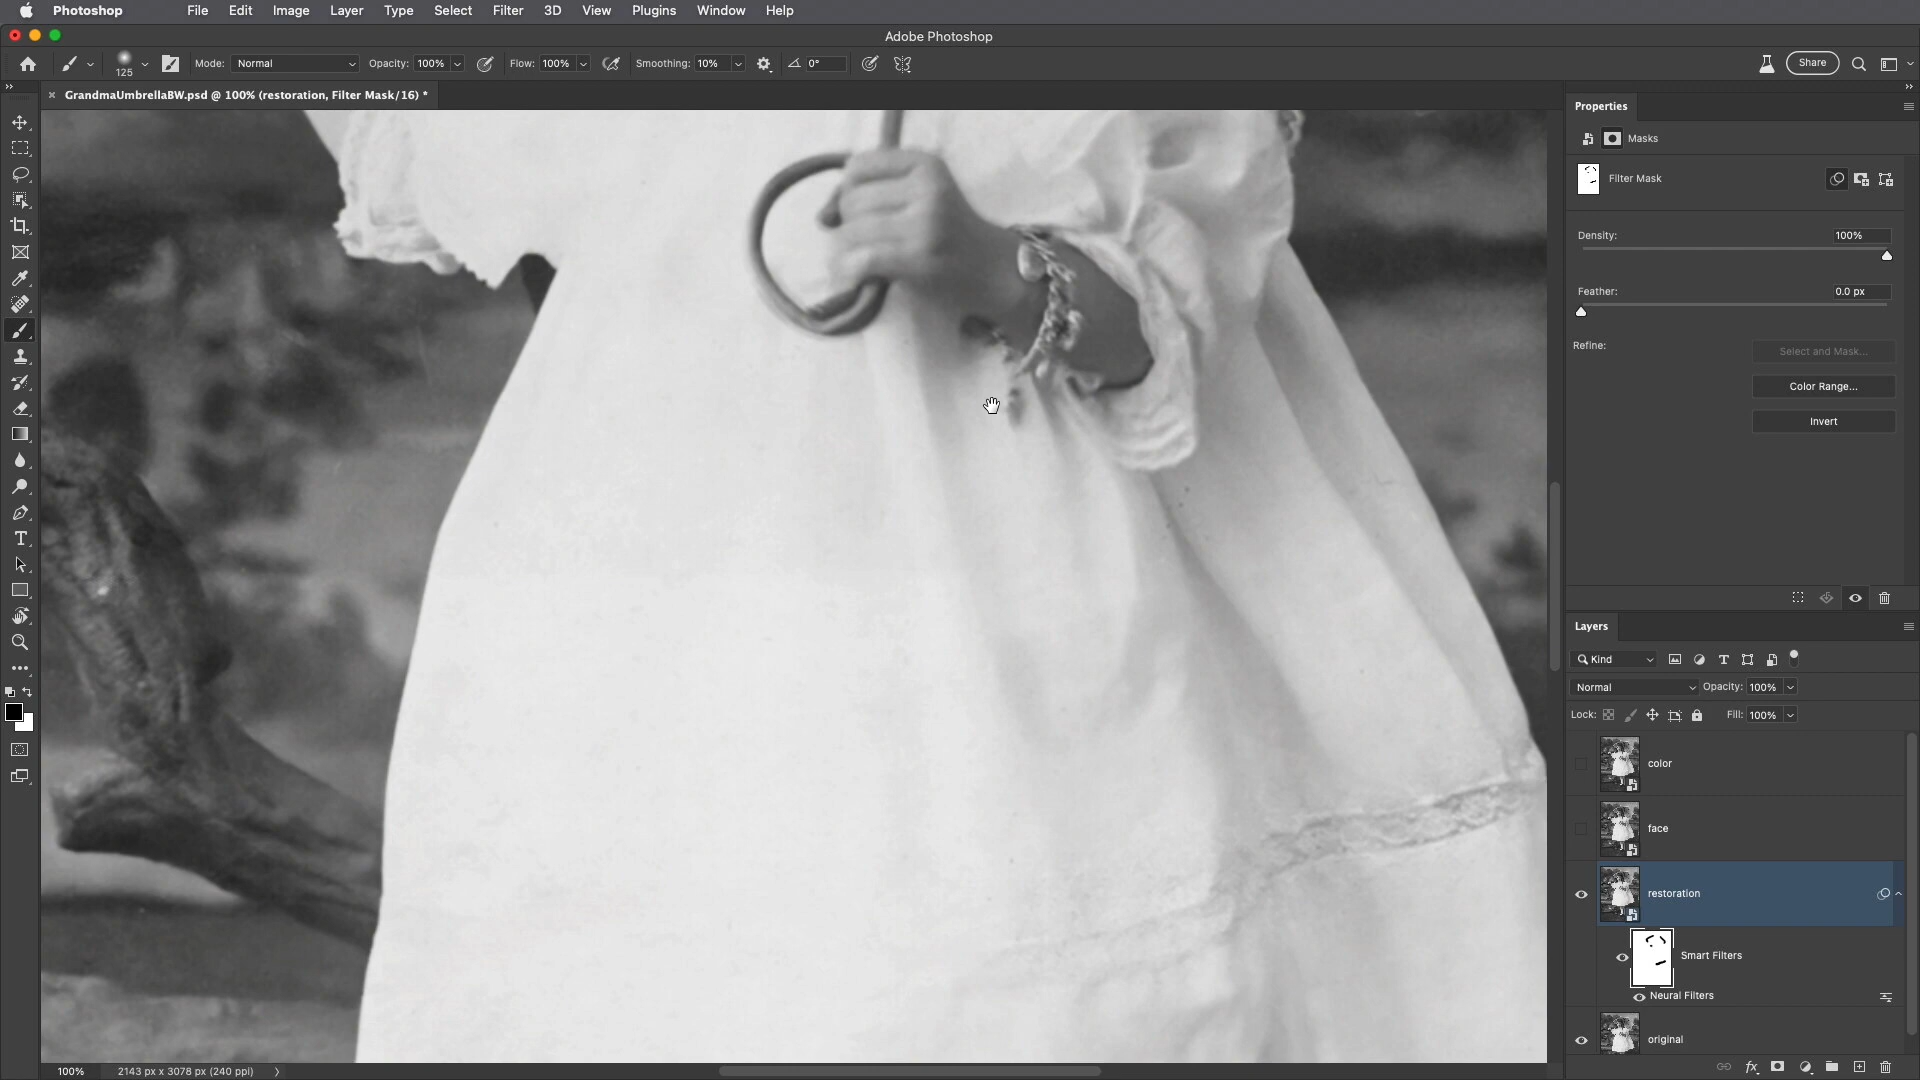 Photoshop File Edit Image Layer Type Select Filter 3D View Plugins Window Help
Adobe Photoshop
125 Mode: Normal Opacity: 100% Flow: 100% Smoothing: 10% 0° Share
GrandmaUmbrellaBW.psd @ 100% (restoration, Filter Mask/16) *
Properties
Masks
Filter Mask
Density: 100%
Feather: 0.0 px
Refine: Select and Mask...
Color Range...
Invert
Layers
Kind
Normal Opacity: 100%
Lock: Fill: 100%
color
face
restoration
Smart Filters
Neural Filters
original
100% 2143 px x 3078 px (240 ppi)